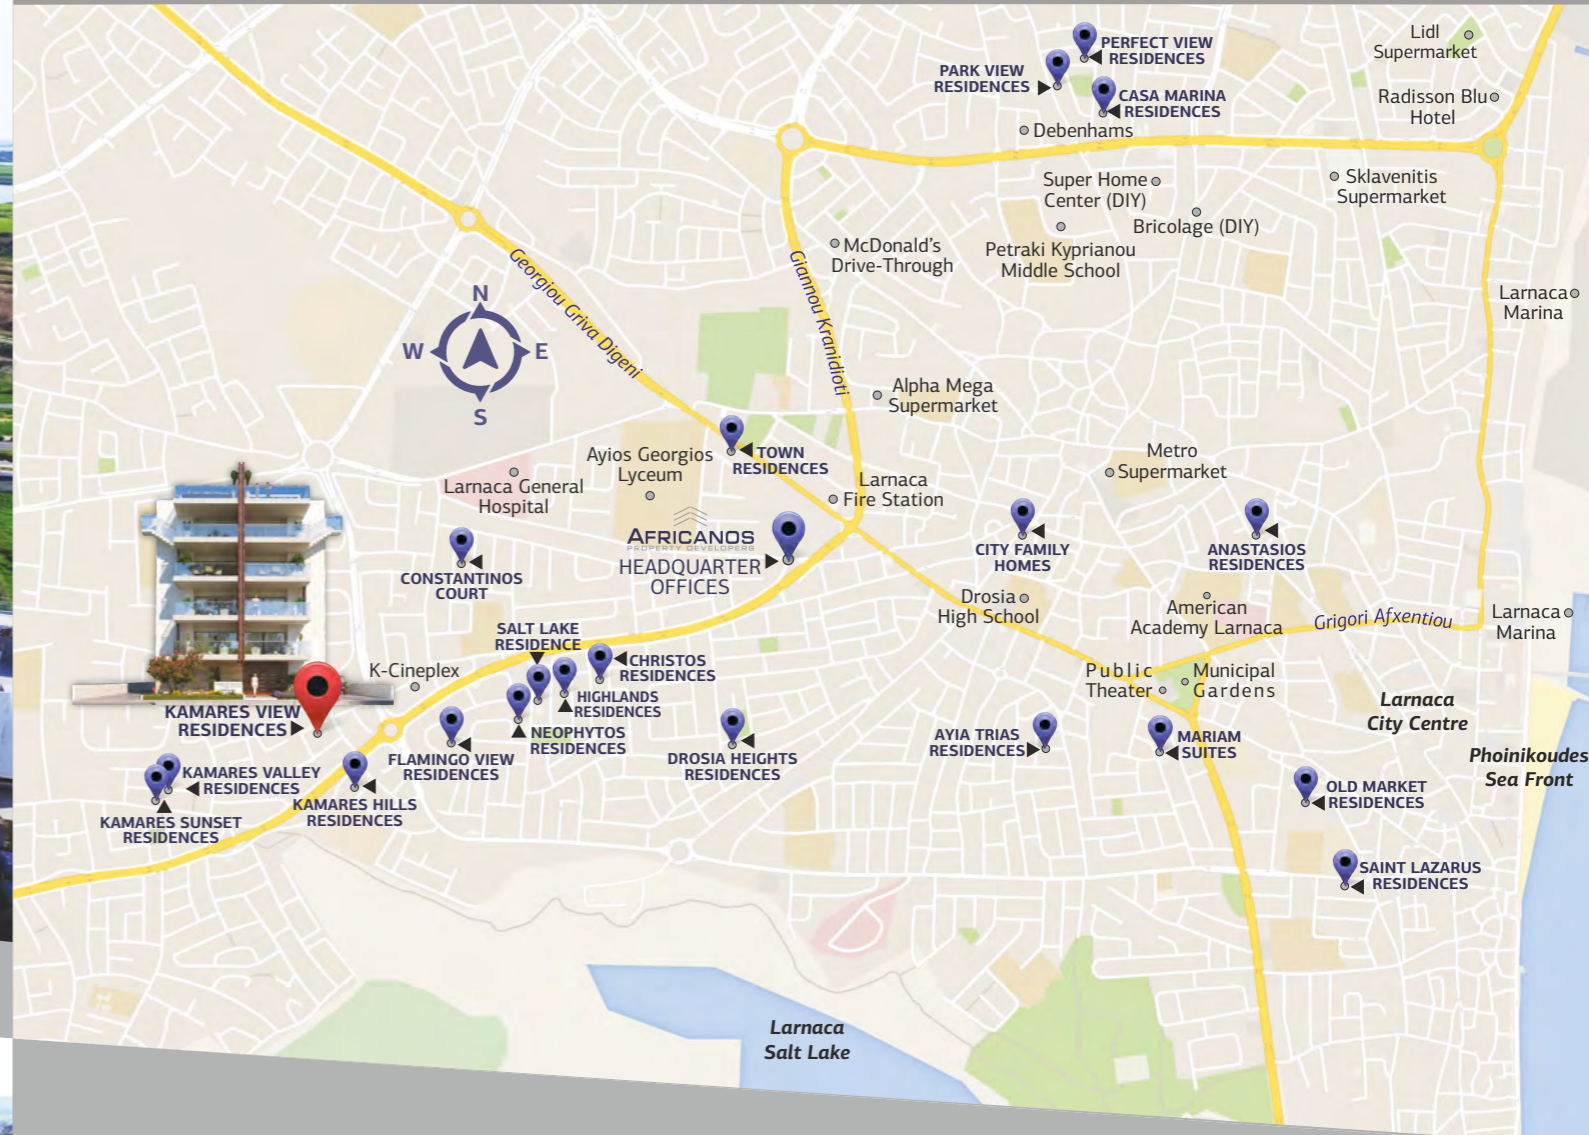 PERFECT VIEW
RESIDENCES
PARK VIEW
RESIDENCES
CASA MARINA
RESIDENCES
Debenhams
Lidl
Supermarket
Radisson Blu
Hotel
Super Home
Center (DIY)
Bricolage (DIY)
Sklavenitis
Supermarket
Petraki Kyprianou
Middle School
McDonald's
Drive-Through
Georgiou Griva Digeni
Giannou Kranidioti
Larnaca
Marina
N
W
E
S
Alpha Mega
Supermarket
TOWN
RESIDENCES
Ayios Georgios
Lyceum
Larnaca General
Hospital
Larnaca
Fire Station
Metro
Supermarket
AFRICANOS
PROPERTY DEVELOPERS
HEADQUARTER
OFFICES
CONSTANTINOS
COURT
CITY FAMILY
HOMES
ANASTASIOS
RESIDENCES
Drosia
High School
American
Academy Larnaca
Grigori Afxentiou
Larnaca
Marina
SALT LAKE
RESIDENCE
CHRISTOS
RESIDENCES
HIGHLANDS
RESIDENCES
NEOPHYTOS
RESIDENCES
K-Cineplex
KAMARES VIEW
RESIDENCES
FLAMINGO VIEW
RESIDENCES
DROSIA HEIGHTS
RESIDENCES
Public
Theater
Municipal
Gardens
AYIA TRIAS
RESIDENCES
MARIAM
SUITES
Larnaca
City Centre
Phoinikoudes
Sea Front
KAMARES VALLEY
RESIDENCES
KAMARES HILLS
RESIDENCES
KAMARES SUNSET
RESIDENCES
OLD MARKET
RESIDENCES
SAINT LAZARUS
RESIDENCES
Larnaca
Salt Lake